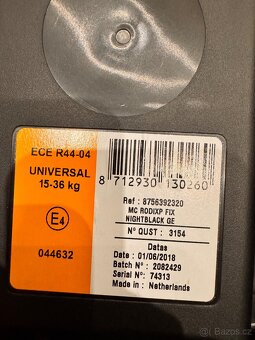 ECE R44-04
UNIVERSAL
15-36 kg
E4
044632
8 712930 130260
Ref : 8756392320
MC RODIXP FIX
NIGHTBLACK GE
N° QUST : 3154
Datas
Date : 01/06/2018
Batch N° : 2082429
Serial N°: 74313
Made in : Netherlands
Sbazos.cz